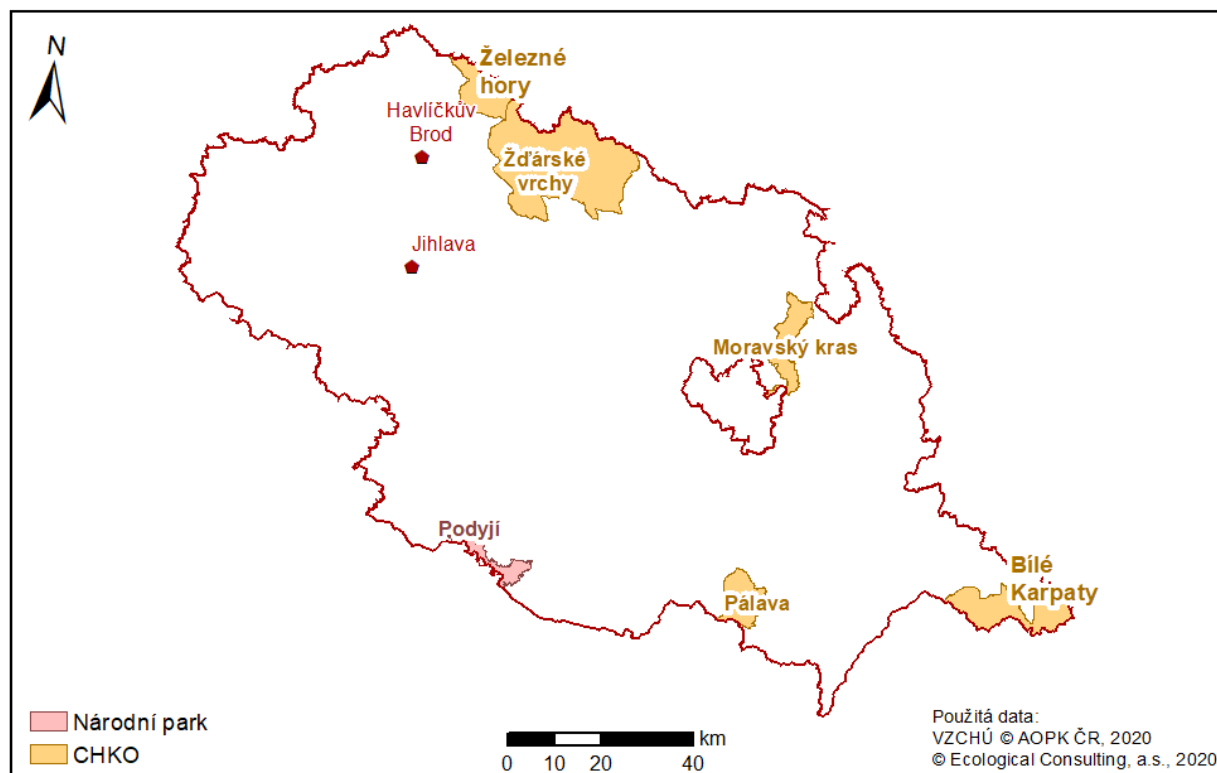 N
Železné
hory
Havlíčkův
Brod
Žďárské
vrchy
Jihlava
Moravský kras
Podyjí
Bílé
Karpaty
Pálava
Národní park
CHKO
km
0 10 20 40
Použitá data:
VZCHÚ © AOPK ČR, 2020
© Ecological Consulting, a.s., 2020